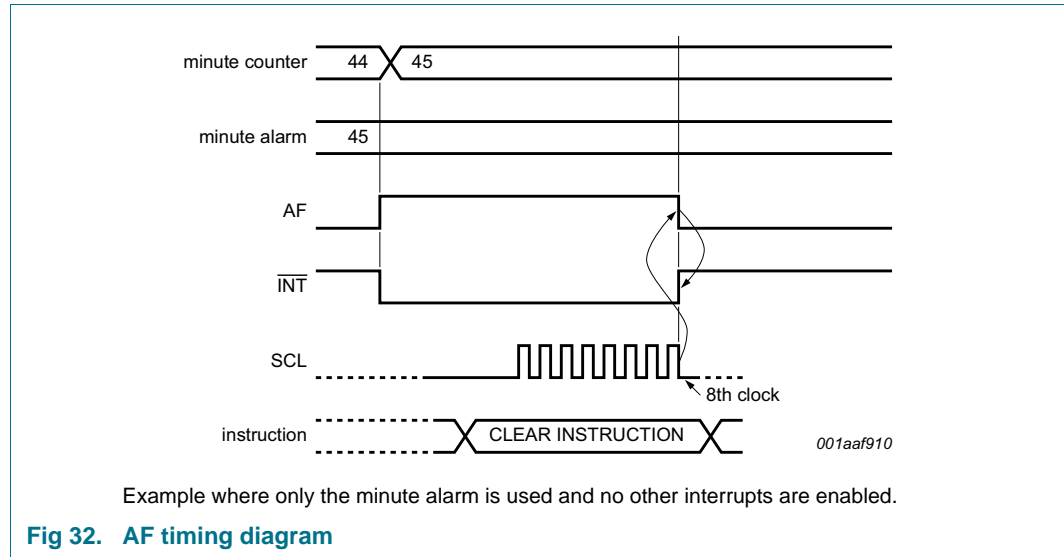 minute counter 44 45
minute alarm 45
AF
INT
SCL
8th clock
instruction CLEAR INSTRUCTION
001aaf910
Example where only the minute alarm is used and no other interrupts are enabled.
Fig 32. AF timing diagram